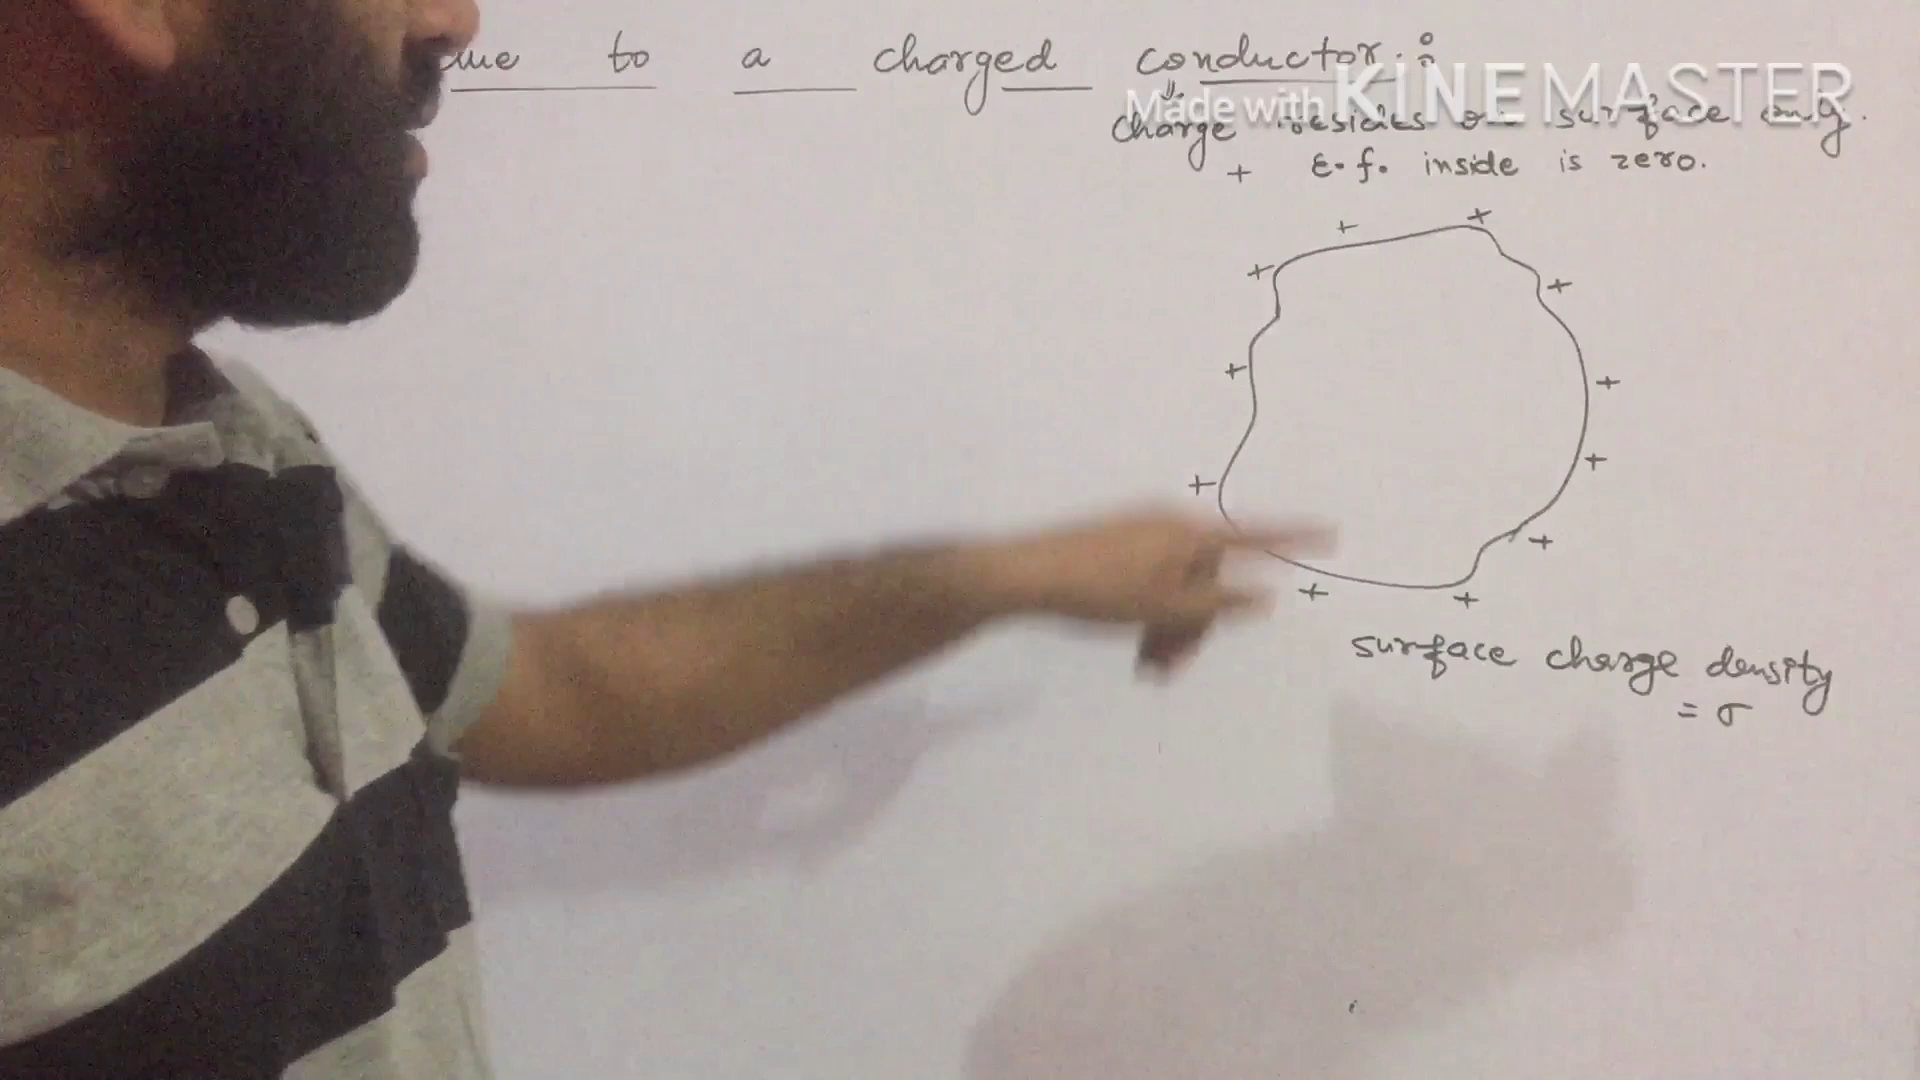 due to a charged conductor :
Made with KINEMASTER
charge resides on surface only.
+ E.f. inside is zero.
+ +
+ +
+ +
+ +
+
+ +
surface charge density
= σ